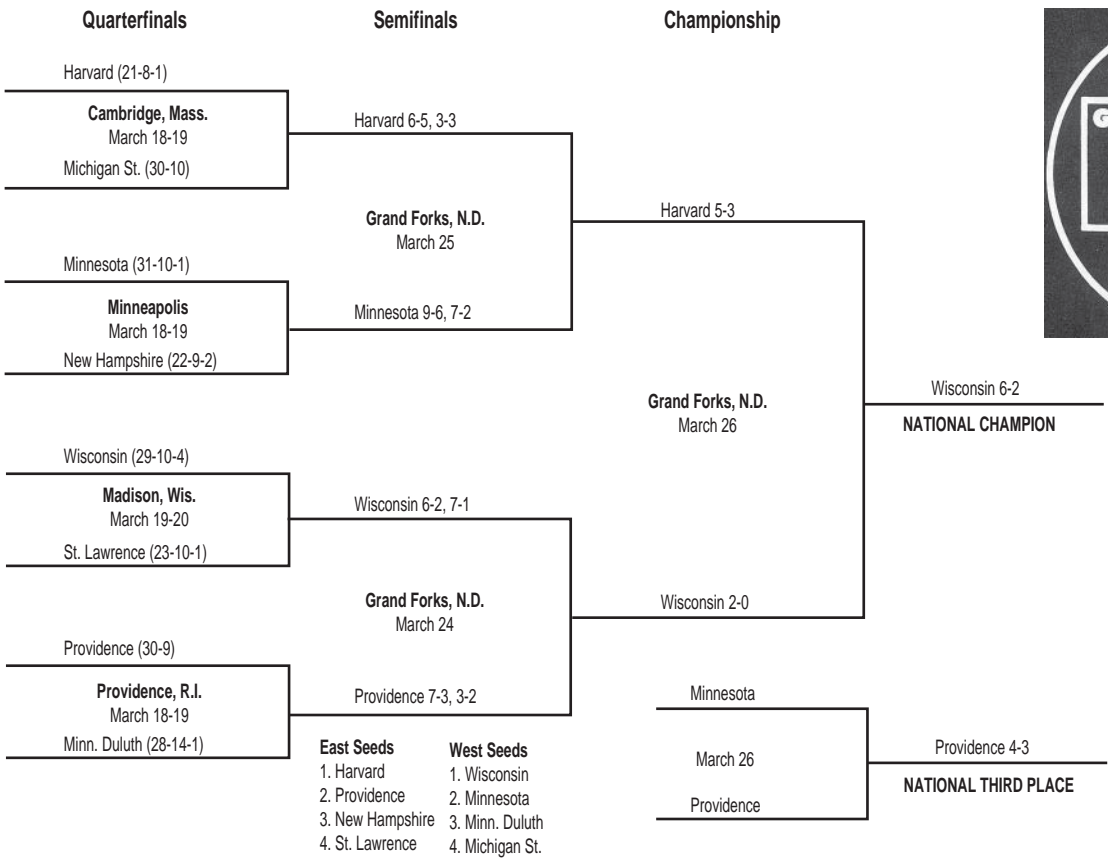 Quarterfinals
Semifinals
Championship
Harvard (21-8-1)
Cambridge, Mass.
March 18-19
Michigan St. (30-10)
Minnesota (31-10-1)
Minneapolis
March 18-19
New Hampshire (22-9-2)
Wisconsin (29-10-4)
Madison, Wis.
March 19-20
St. Lawrence (23-10-1)
Providence (30-9)
Providence, R.I.
March 18-19
Minn. Duluth (28-14-1)
Harvard 6-5, 3-3
Grand Forks, N.D.
March 25
Minnesota 9-6, 7-2
Wisconsin 6-2, 7-1
Grand Forks, N.D.
March 24
Providence 7-3, 3-2
East Seeds
1. Harvard
2. Providence
3. New Hampshire
4. St. Lawrence
West Seeds
1. Wisconsin
2. Minnesota
3. Minn. Duluth
4. Michigan St.
Harvard 5-3
Grand Forks, N.D.
March 26
Wisconsin 2-0
Wisconsin 6-2
NATIONAL CHAMPION
Minnesota
March 26
Providence
Providence 4-3
NATIONAL THIRD PLACE